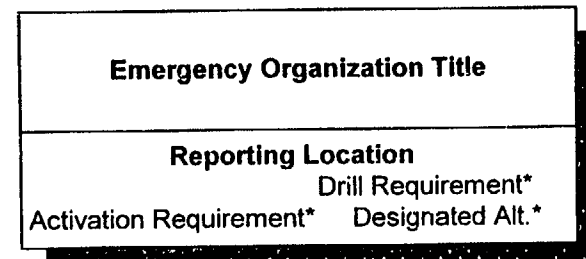 Emergency Organization Title
Reporting Location
Drill Requirement*
Activation Requirement* Designated Alt.*